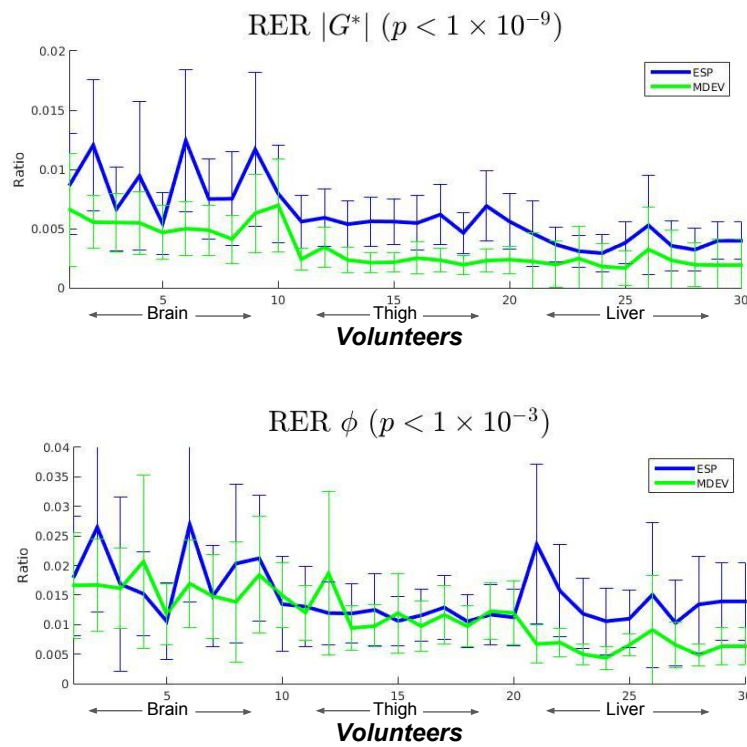 RER |G*| (p < 1 × 10⁻⁹)
0.02
0.015
0.01
0.005
0
Ratio
ESP
MDEV
5 10 15 20 25 30
Brain Thigh Liver
Volunteers
RER ϕ (p < 1 × 10⁻³)
0.04
0.035
0.03
0.025
0.02
0.015
0.01
0.005
0
Ratio
ESP
MDEV
5 10 15 20 25 30
Brain Thigh Liver
Volunteers